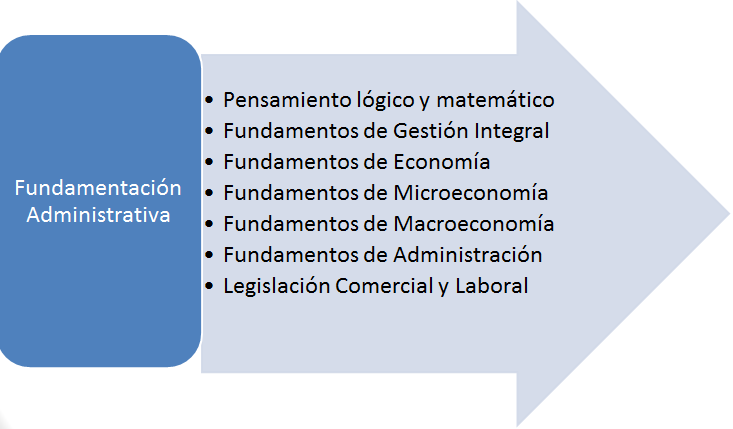 Fundamentación
Administrativa
• Pensamiento lógico y matemático
• Fundamentos de Gestión Integral
• Fundamentos de Economía
• Fundamentos de Microeconomía
• Fundamentos de Macroeconomía
• Fundamentos de Administración
• Legislación Comercial y Laboral